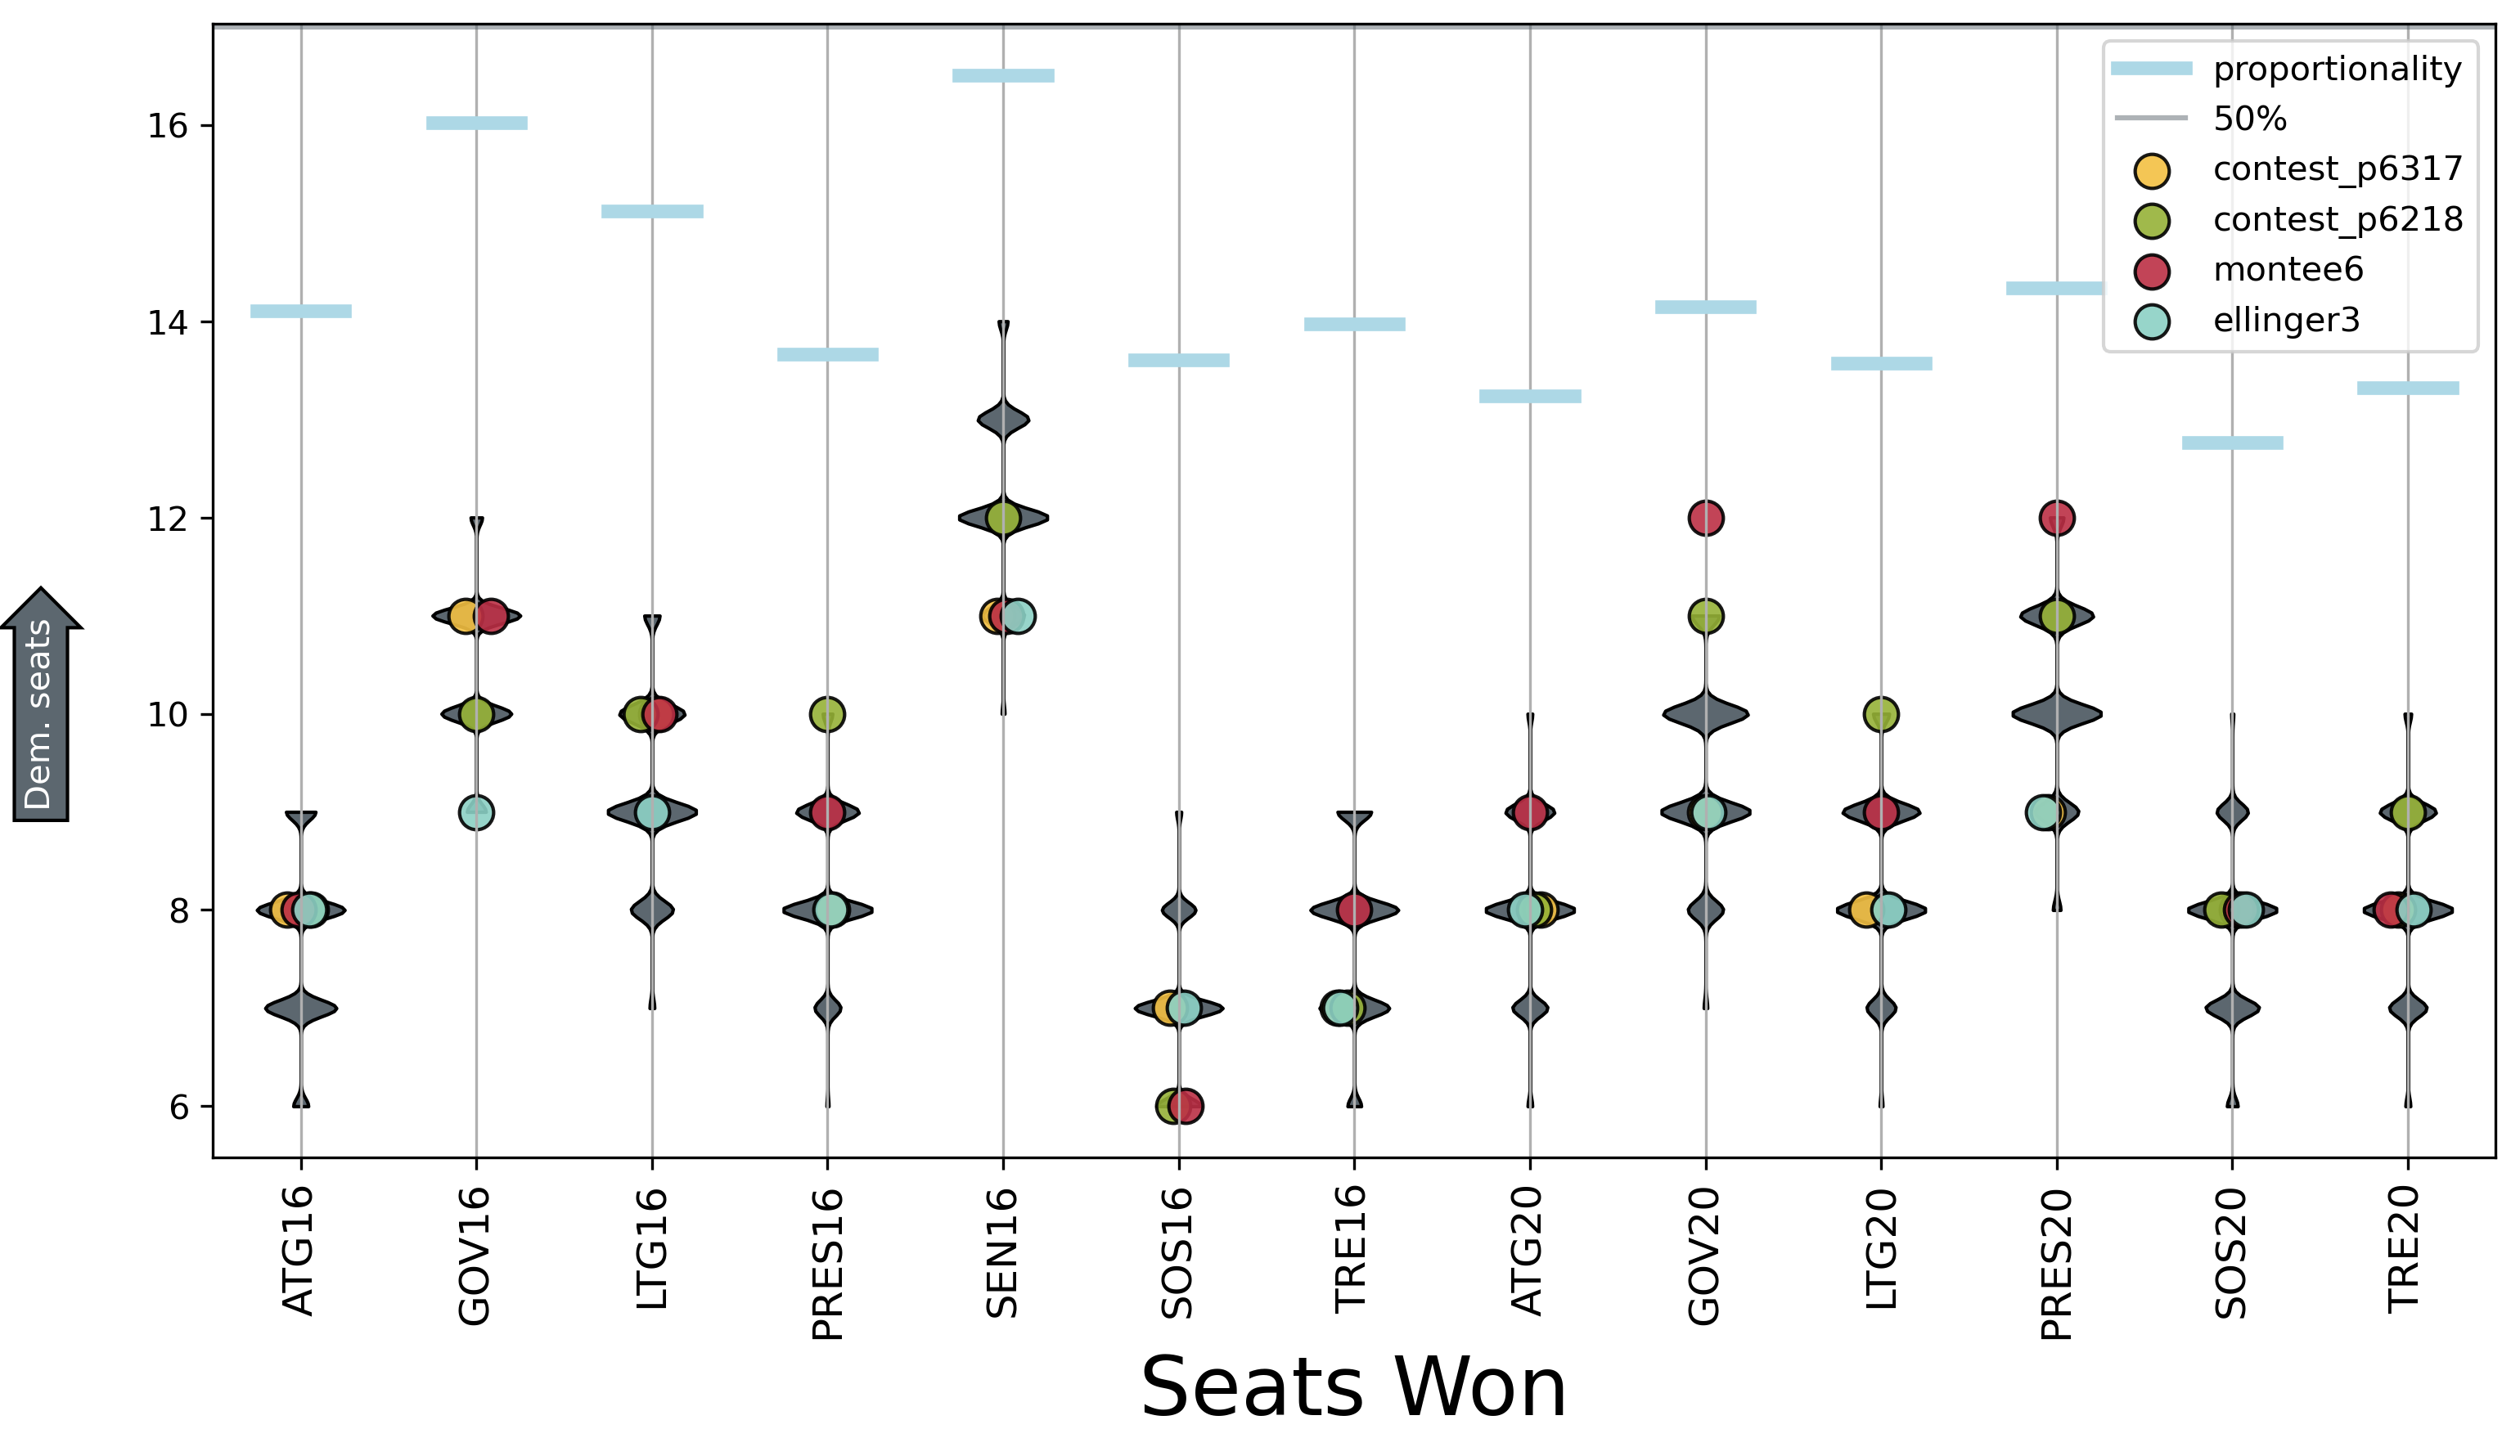 proportionality
50%
contest_p6317
contest_p6218
montee6
ellinger3
16
14
12
10
8
6
Dem. seats
ATG16
GOV16
LTG16
PRES16
SEN16
SOS16
TRE16
ATG20
GOV20
LTG20
PRES20
SOS20
TRE20
Seats Won